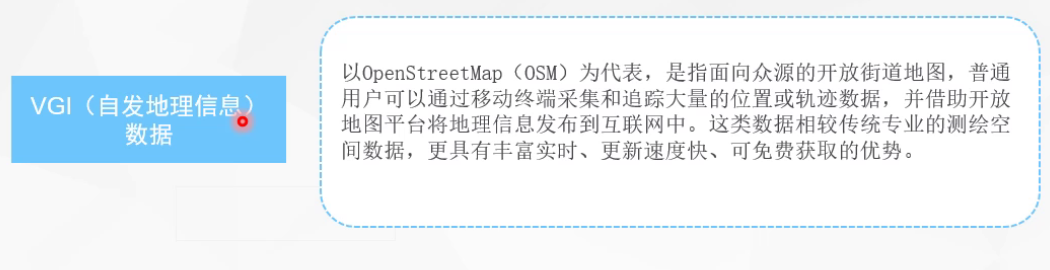 VGI（自发地理信息）
数据
以OpenStreetMap（OSM）为代表，是指面向众源的开放街道地图，普通
用户可以通过移动终端采集和追踪大量的位置或轨迹数据，并借助开放
地图平台将地理信息发布到互联网中。这类数据相较传统专业的测绘空
间数据，更具有丰富实时、更新速度快、可免费获取的优势。